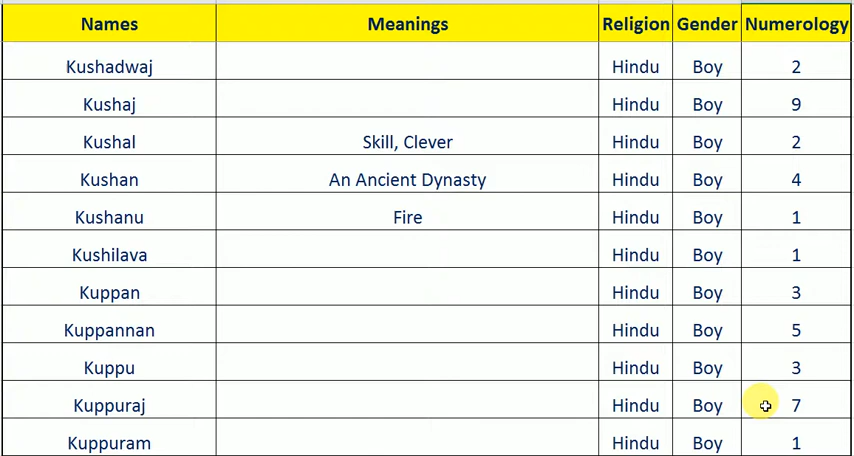 Names Meanings Religion Gender Numerology
Kushadwaj Hindu Boy 2
Kushaj Hindu Boy 9
Kushal Skill, Clever Hindu Boy 2
Kushan An Ancient Dynasty Hindu Boy 4
Kushanu Fire Hindu Boy 1
Kushilava Hindu Boy 1
Kuppan Hindu Boy 3
Kuppannan Hindu Boy 5
Kuppu Hindu Boy 3
Kuppuraj Hindu Boy 7
Kuppuram Hindu Boy 1